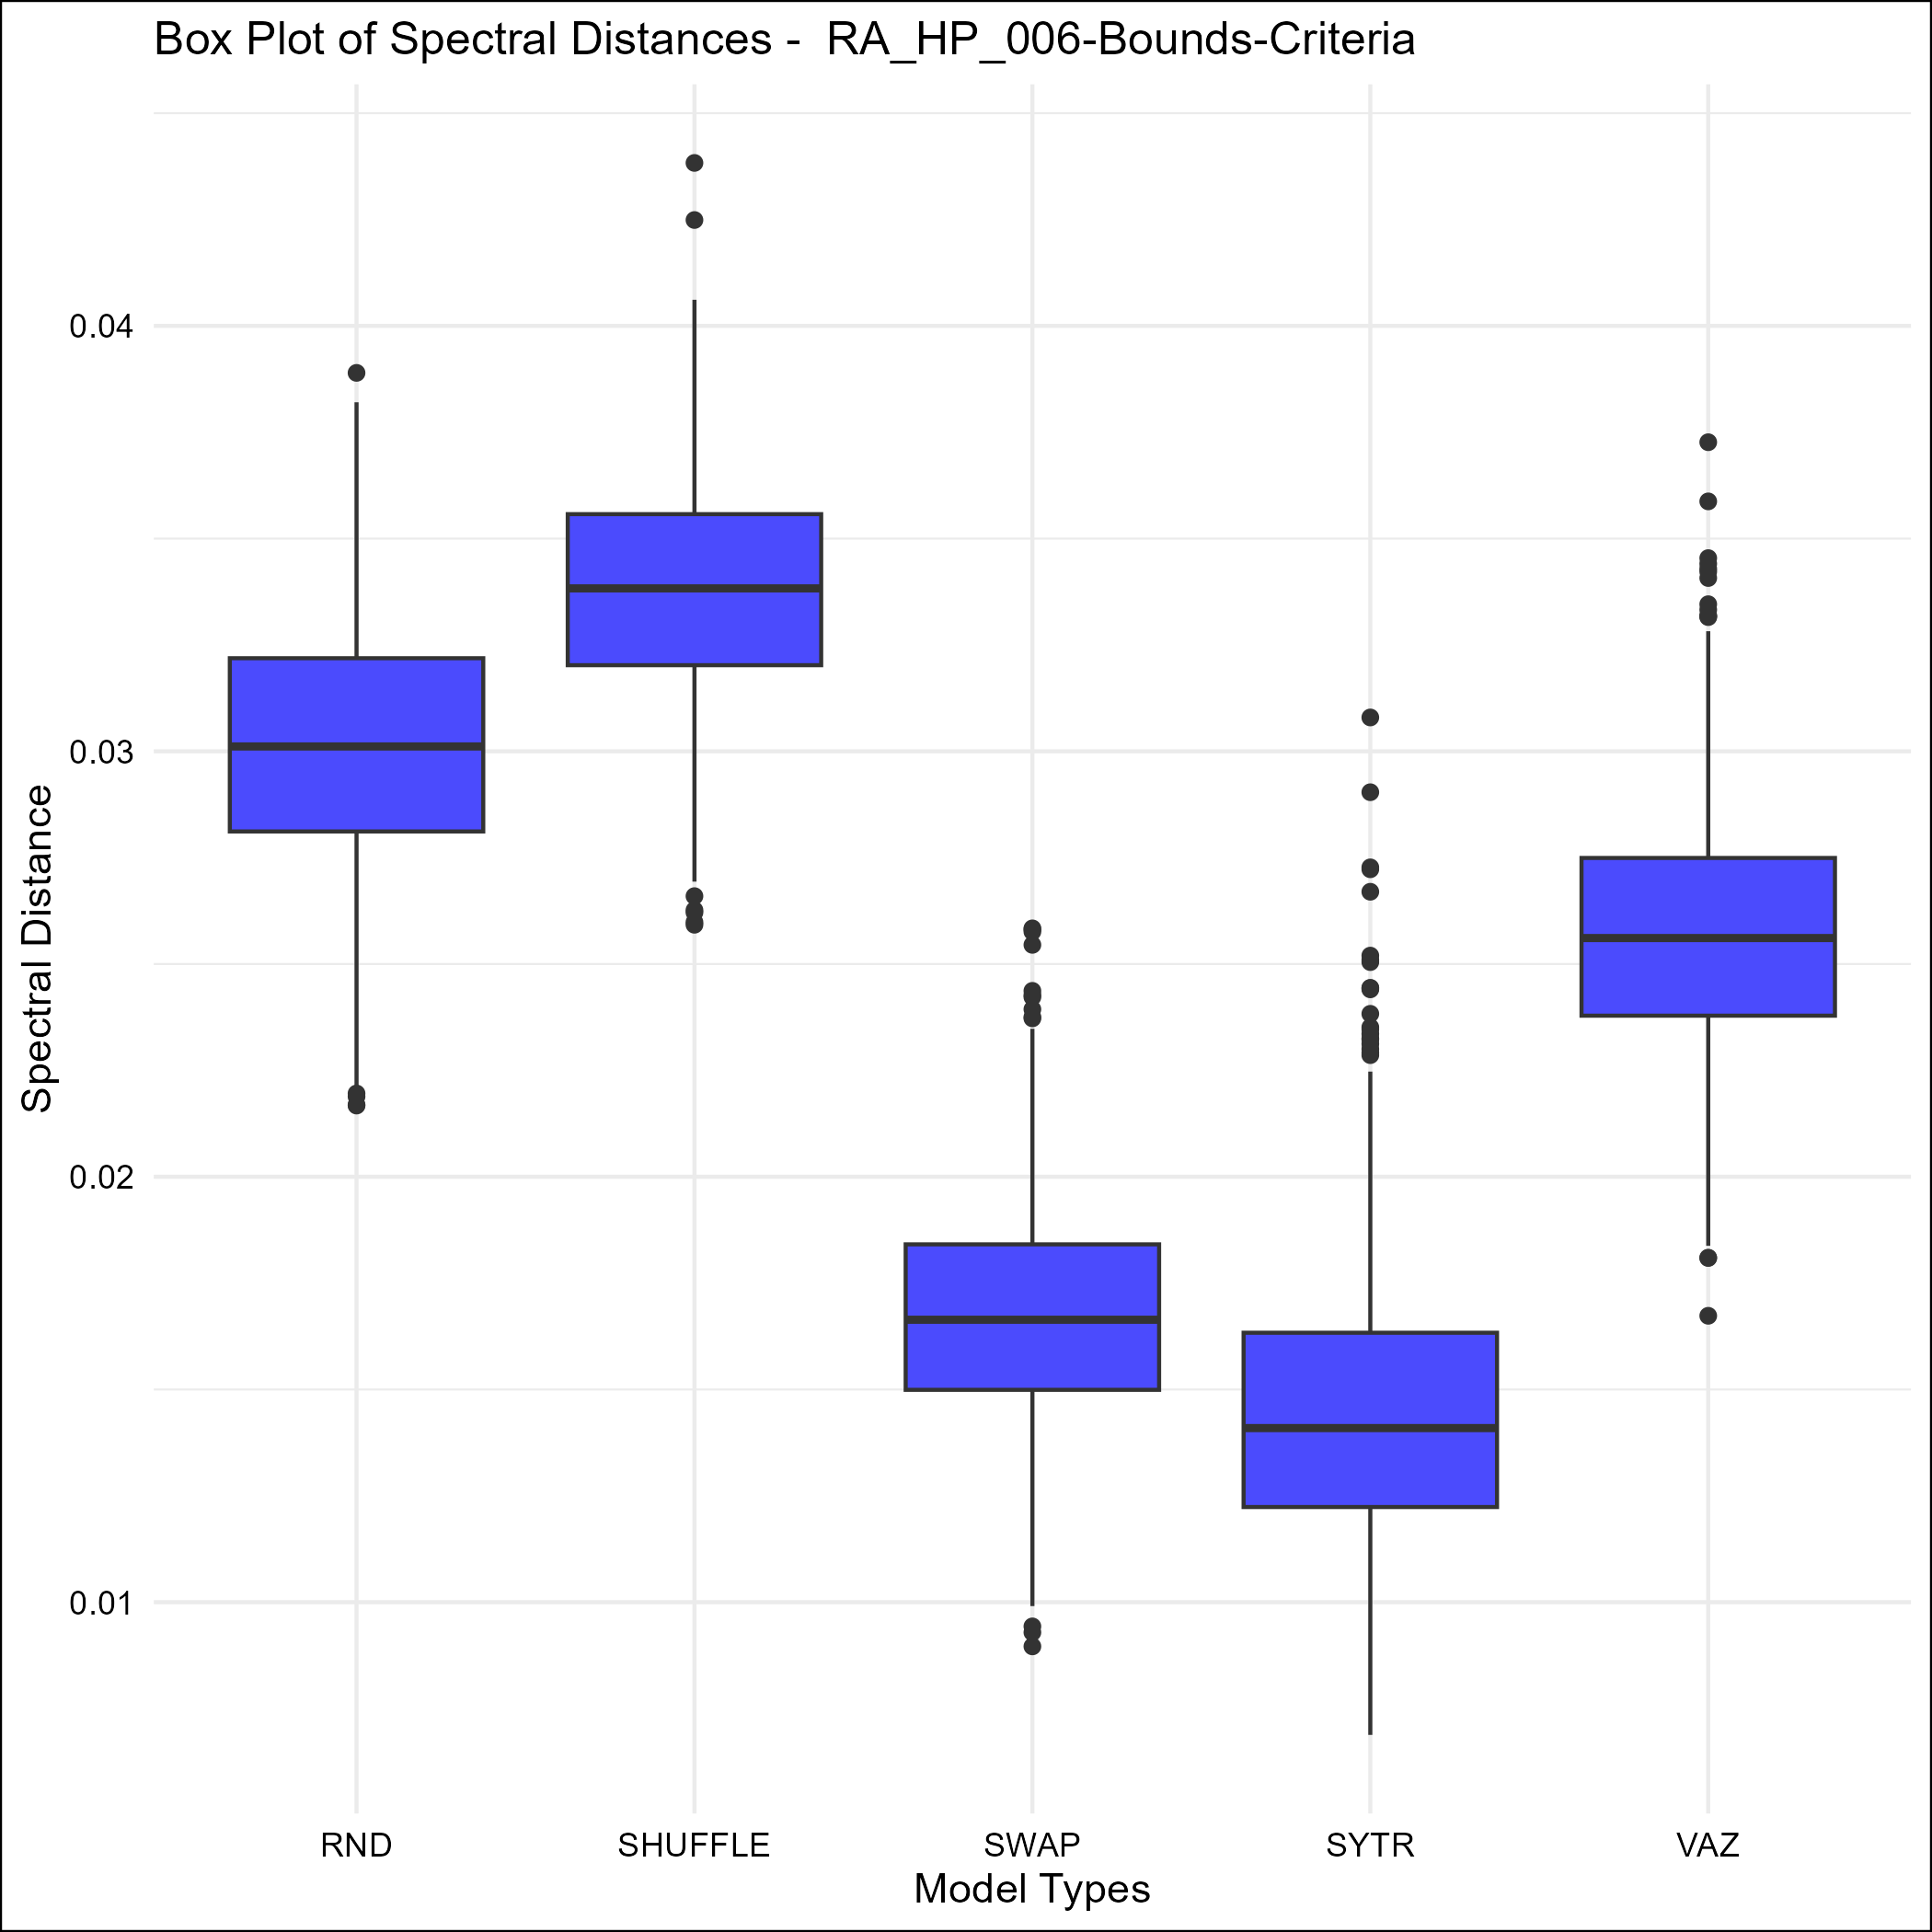 Box Plot of Spectral Distances -  RA_HP_006-Bounds-Criteria
Spectral Distance
0.04
0.03
0.02
0.01
RND SHUFFLE SWAP SYTR VAZ
Model Types